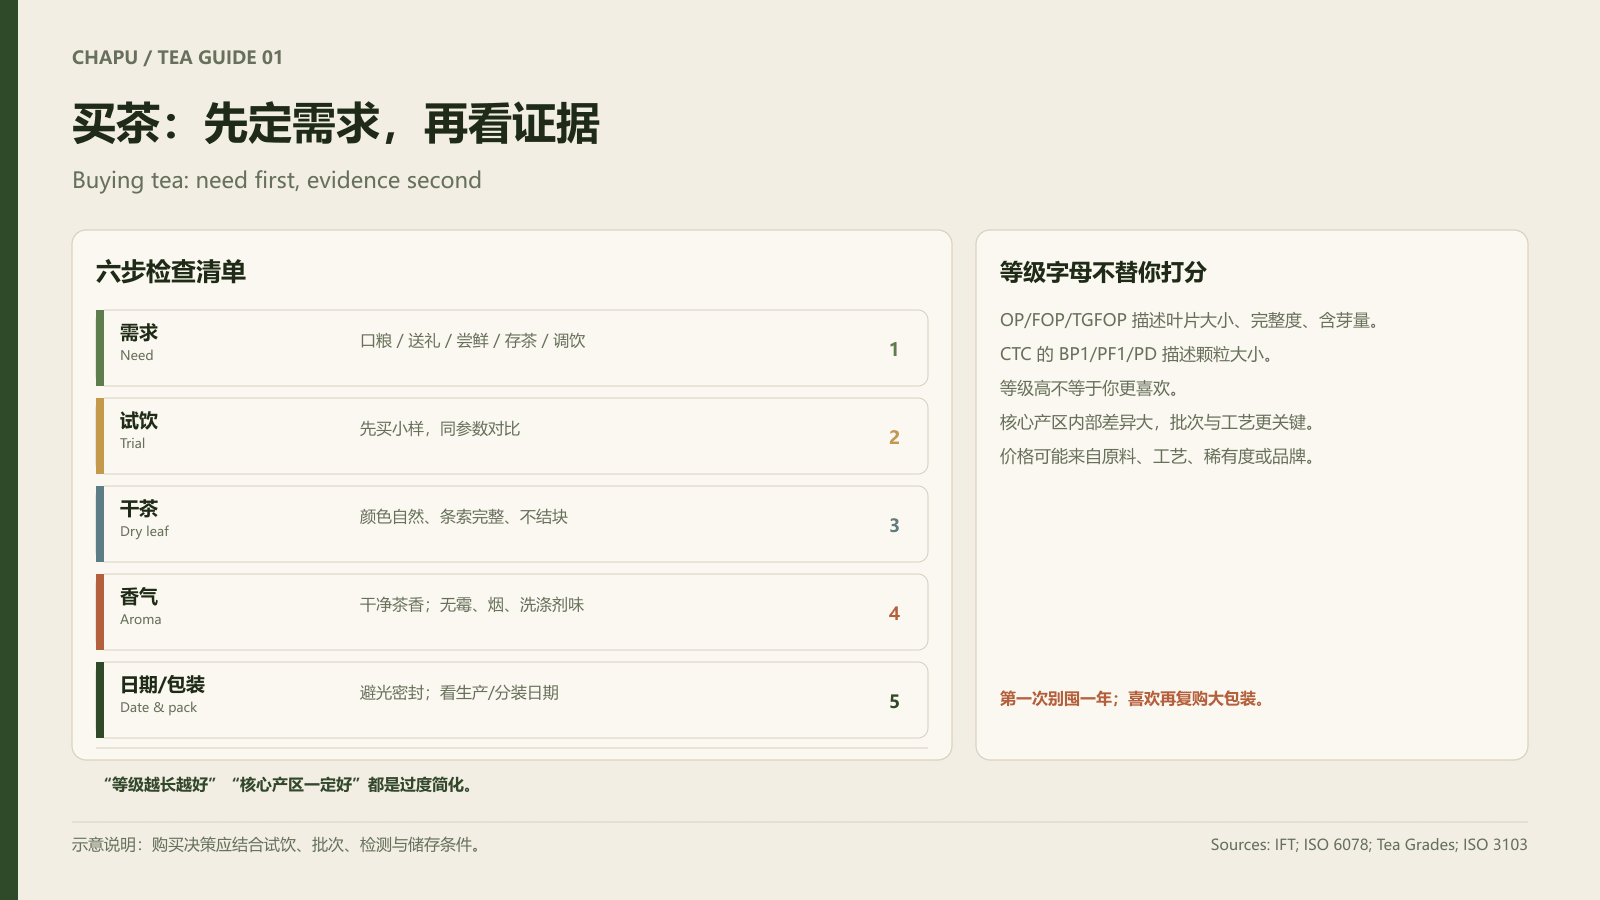 CHAPU / TEA GUIDE 01
买茶：先定需求，再看证据
Buying tea: need first, evidence second
六步检查清单
需求
Need
口粮 / 送礼 / 尝鲜 / 存茶 / 调饮
1
试饮
Trial
先买小样，同参数对比
2
干茶
Dry leaf
颜色自然、条索完整、不结块
3
香气
Aroma
干净茶香；无霉、烟、洗涤剂味
4
日期/包装
Date & pack
避光密封；看生产/分装日期
5
“等级越长越好” “核心产区一定好”都是过度简化。
等级字母不替你打分
OP/FOP/TGFOP 描述叶片大小、完整度、含芽量。
CTC 的 BP1/PF1/PD 描述颗粒大小。
等级高不等于你更喜欢。
核心产区内部差异大，批次与工艺更关键。
价格可能来自原料、工艺、稀有度或品牌。
第一次别囤一年；喜欢再复购大包装。
示意说明：购买决策应结合试饮、批次、检测与储存条件。
Sources: IFT; ISO 6078; Tea Grades; ISO 3103